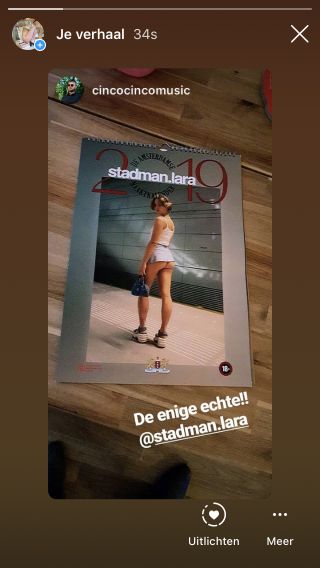 Je verhaal 34s
cincocincomusic
2019
DE AMSTERDAMSE
stadman.lara
18+
De enige echte!!
@stadman.lara
Uitlichten
Meer